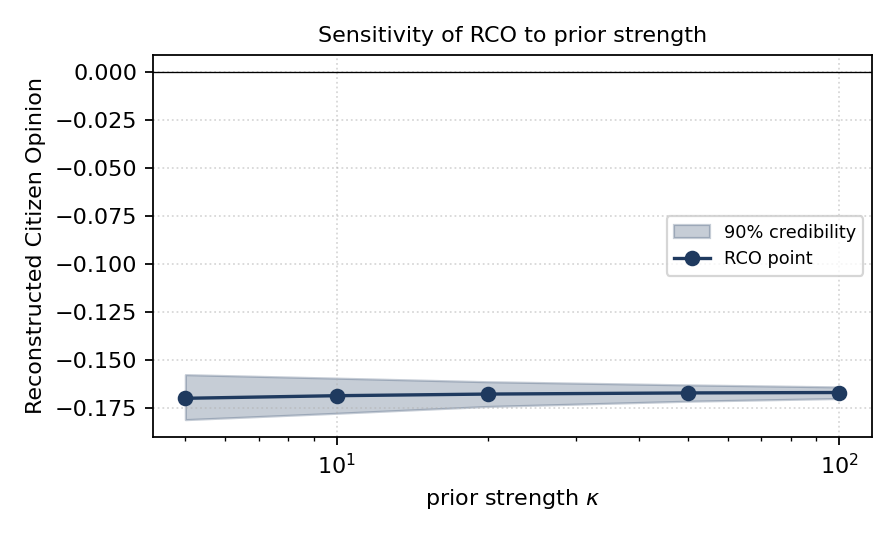 Sensitivity of RCO to prior strength
Reconstructed Citizen Opinion
0.000
−0.025
−0.050
−0.075
−0.100
−0.125
−0.150
−0.175
90% credibility
RCO point
10¹
10²
prior strength κ